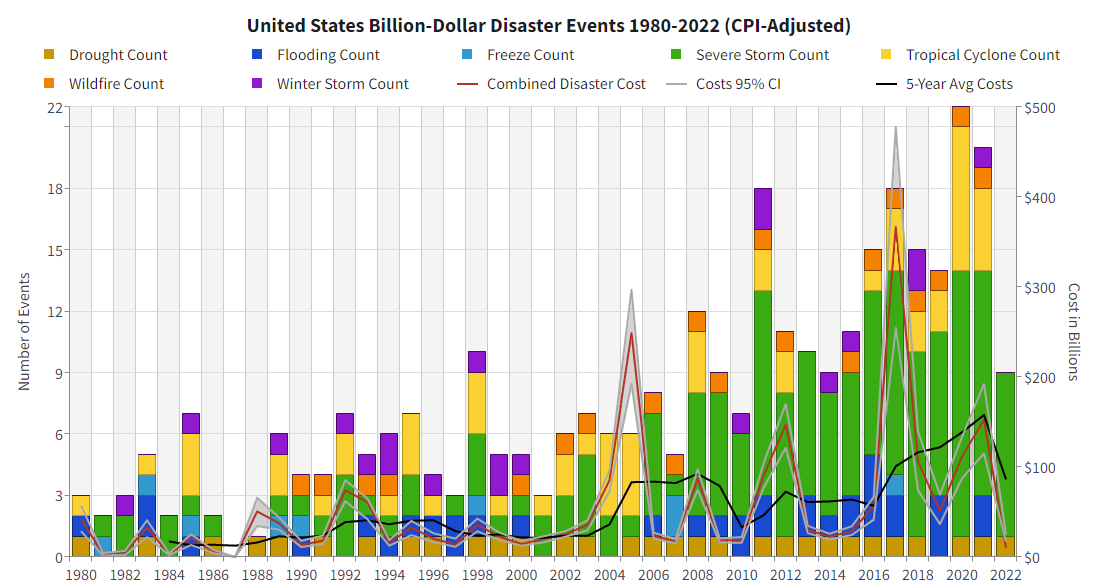 United States Billion-Dollar Disaster Events 1980-2022 (CPI-Adjusted)
Drought Count Flooding Count Freeze Count Severe Storm Count Tropical Cyclone Count
Wildfire Count Winter Storm Count Combined Disaster Cost Costs 95% CI 5-Year Avg Costs
22 $500
18 $400
15
12 $300
9 $200
6
3 $100
0 $0
Number of Events
Cost in Billions
1980 1982 1984 1986 1988 1990 1992 1994 1996 1998 2000 2002 2004 2006 2008 2010 2012 2014 2016 2018 2020 2022